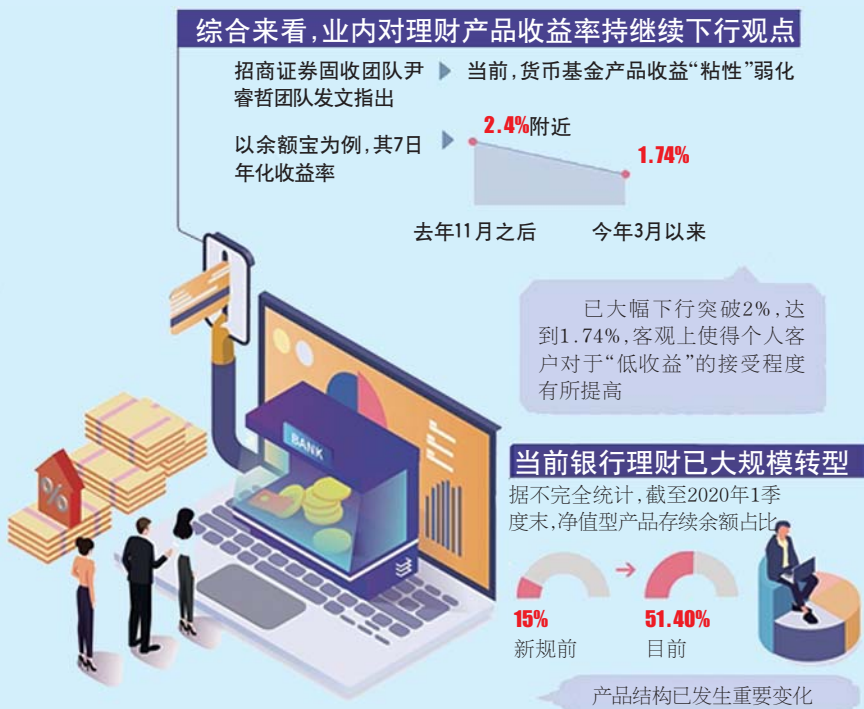 综合来看,业内对理财产品收益率持继续下行观点
招商证券固收团队尹
睿哲团队发文指出
当前,货币基金产品收益“粘性”弱化
以余额宝为例,其7日
年化收益率
2.4%附近
1.74%
去年11月之后
今年3月以来
已大幅下行突破2%,达
到1.74%,客观上使得个人客
户对于“低收益”的接受程度
有所提高
BANK
%
当前银行理财已大规模转型
据不完全统计,截至2020年1季
度末,净值型产品存续余额占比
15%
新规前
51.40%
目前
产品结构已发生重要变化